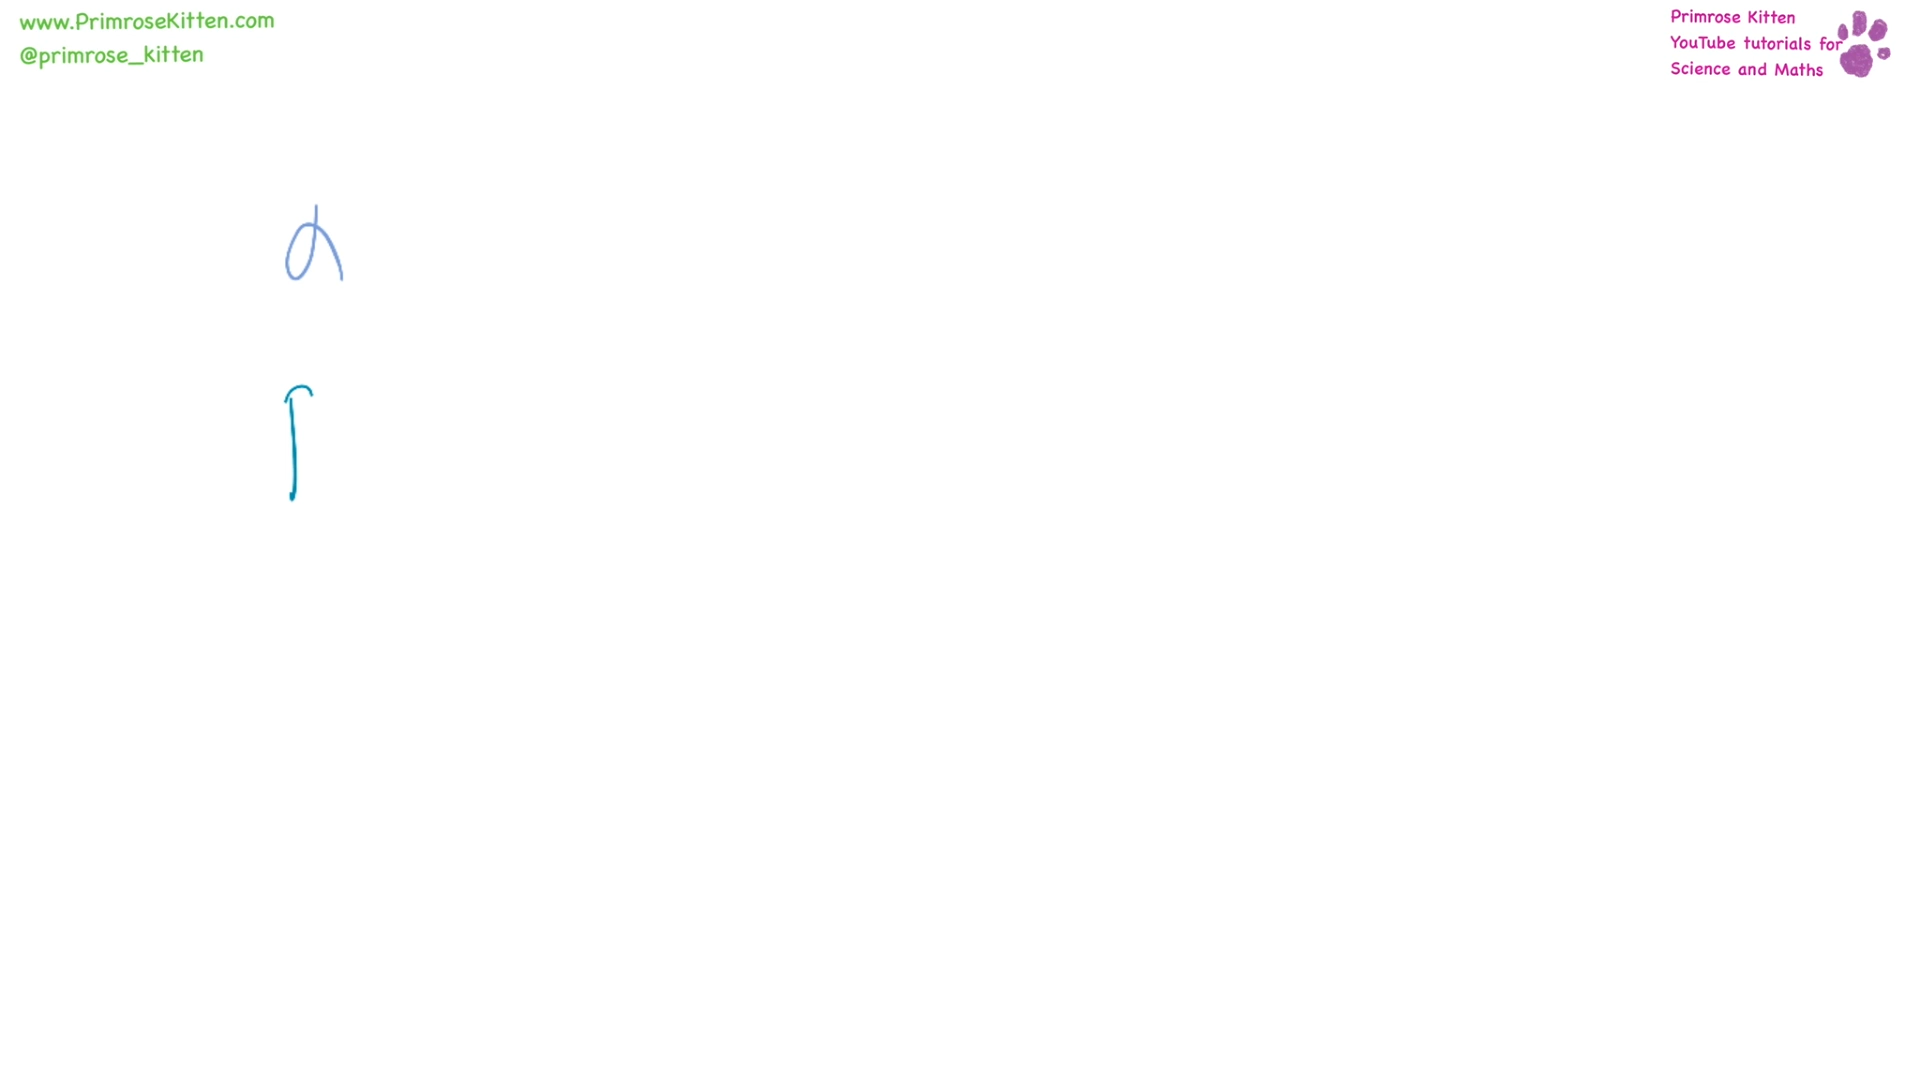 www.PrimroseKitten.com
@primrose_kitten
Primrose Kitten
YouTube tutorials for
Science and Maths
α